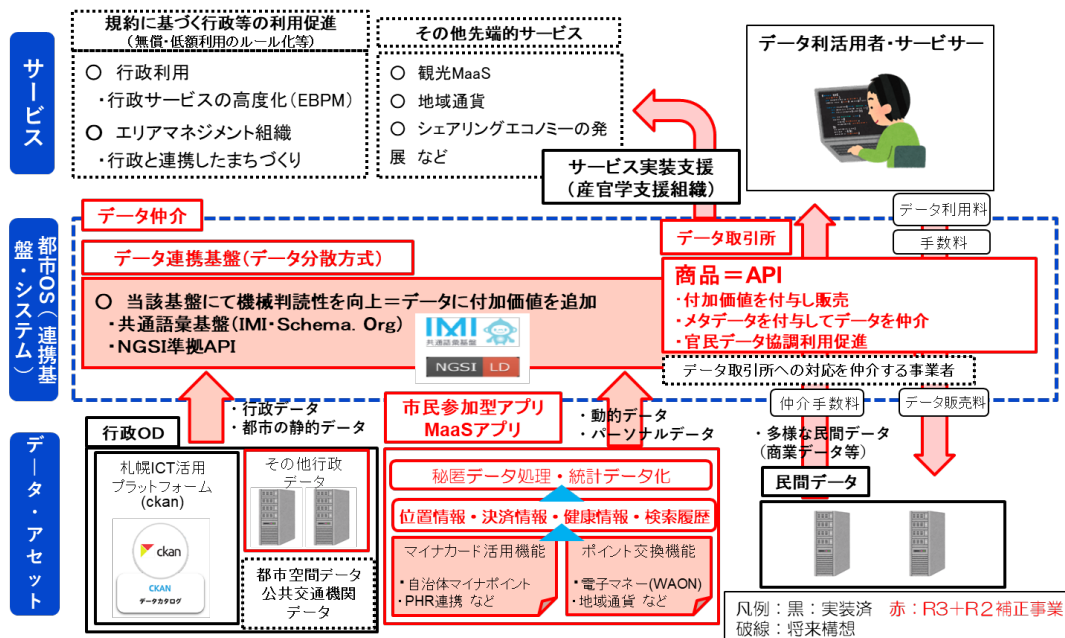 サービス
規約に基づく行政等の利用促進
(無償・低額利用のルール化等)
○ 行政利用
・行政サービスの高度化(EBPM)
○ エリアマネジメント組織
・行政と連携したまちづくり
その他先端的サービス
○ 観光MaaS
○ 地域通貨
○ シェアリングエコノミーの発
展 など
サービス実装支援
(産官学支援組織)
データ利活用者・サービサー
データ利用料
手数料
都市OS(連携基
盤・システム)
データ仲介
データ連携基盤(データ分散方式)
○ 当該基盤にて機械判読性を向上＝データに付加価値を追加
・共通語彙基盤(IMI・Schema. Org)
・NGSI準拠API
IMI
共通語彙基盤
NGSI LD
データ取引所
商品＝API
・付加価値を付与し販売
・メタデータを付与してデータを仲介
・官民データ協調利用促進
データ取引所への対応を仲介する事業者
仲介手数料
データ販売料
データ・アセット
・行政データ
・都市の静的データ
行政OD
札幌ICT活用
プラットフォーム
(ckan)
ckan
CKAN
データカタログ
その他行政
データ
都市空間データ
公共交通機関
データ
市民参加型アプリ
MaaSアプリ
・動的データ
・パーソナルデータ
秘匿データ処理・統計データ化
位置情報・決済情報・健康情報・検索履歴
マイナカード活用機能
・自治体マイナポイント
・PHR連携 など
ポイント交換機能
・電子マネー(WAON)
・地域通貨 など
・多様な民間データ
(商業データ等)
民間データ
凡例：黒：実装済 赤：R3+R2補正事業
破線：将来構想